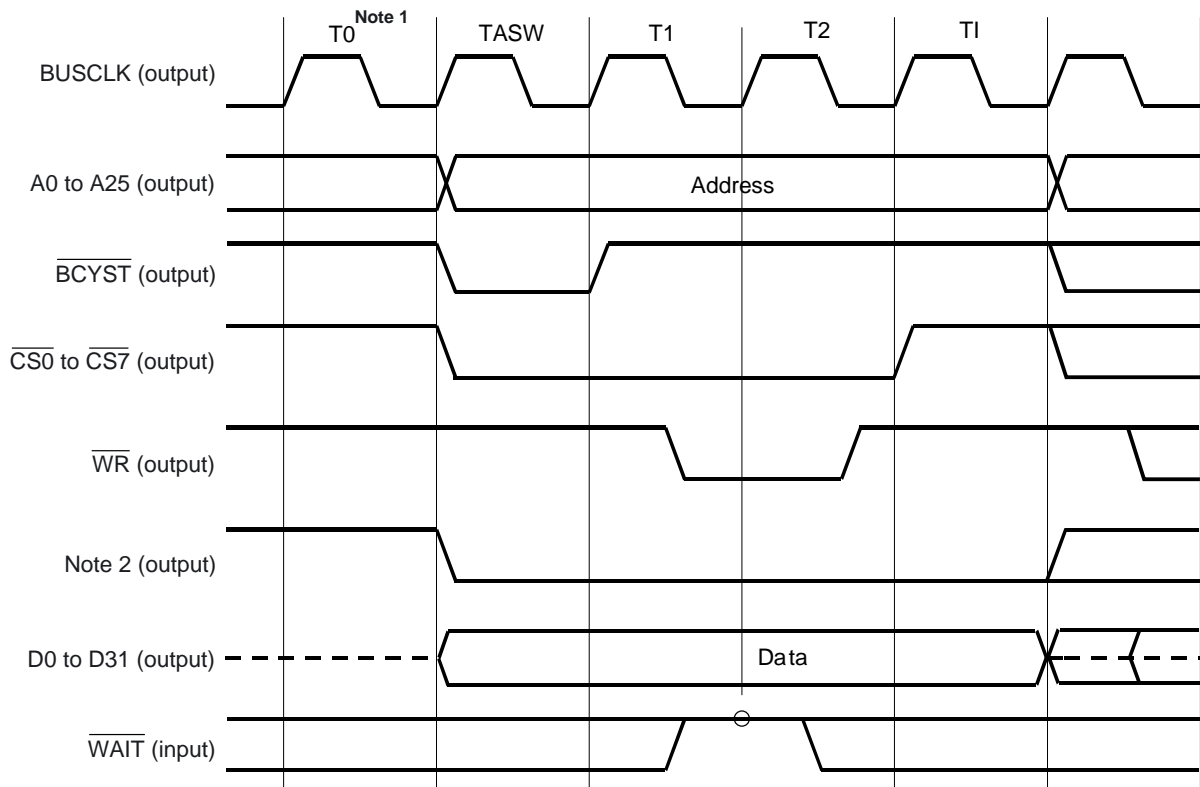 Note 1
T0 TASW T1 T2 TI
BUSCLK (output)
A0 to A25 (output) Address
BCYST (output)
CS0 to CS7 (output)
WR (output)
Note 2 (output)
D0 to D31 (output) Data
WAIT (input)